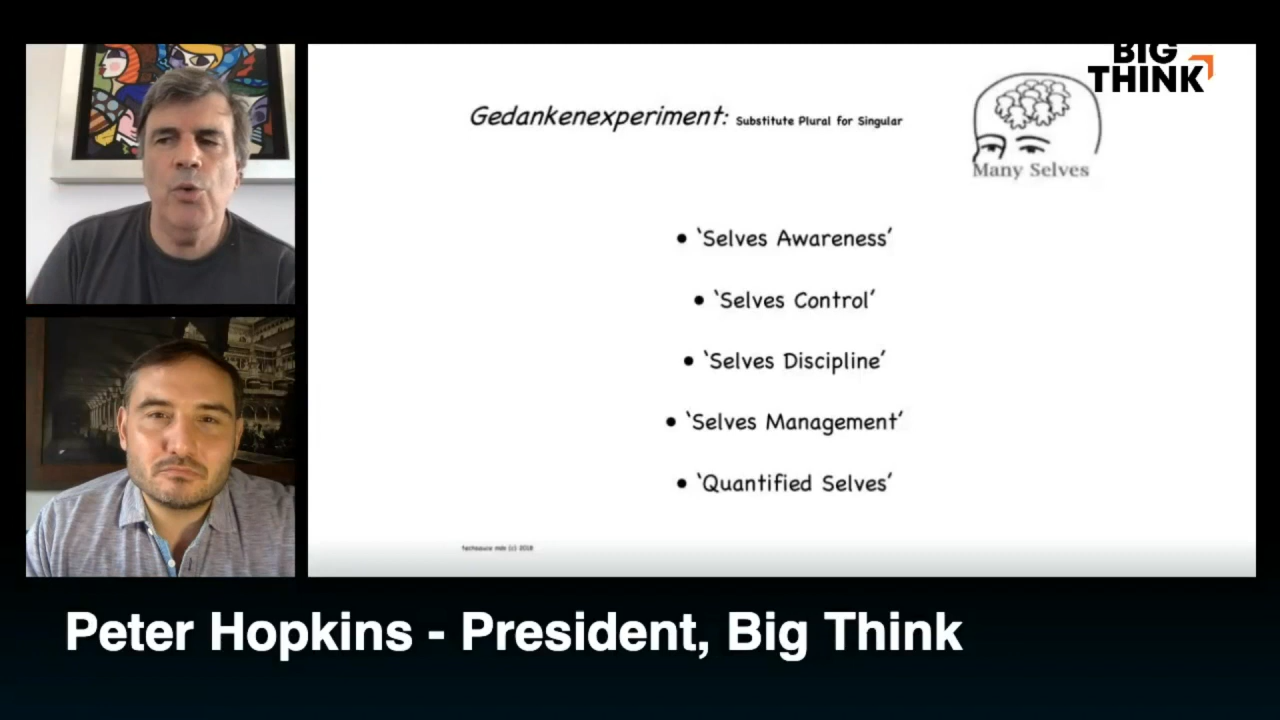 BIG
THINK
Gedankenexperiment: Substitute Plural for Singular
Many Selves
• ‘Selves Awareness’
• ‘Selves Control’
• ‘Selves Discipline’
• ‘Selves Management’
• ‘Quantified Selves’
(c) 2018
Peter Hopkins - President, Big Think